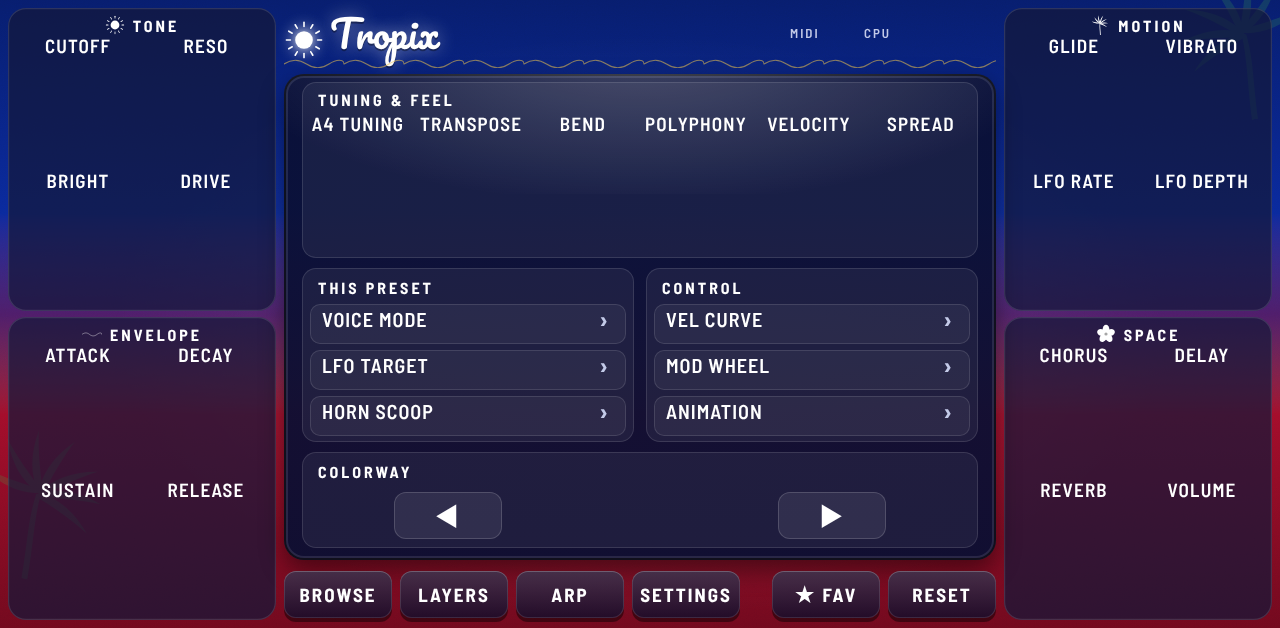 TONE
CUTOFF RESO
BRIGHT DRIVE
ENVELOPE
ATTACK DECAY
SUSTAIN RELEASE
Tropix
MIDI CPU
TUNING & FEEL
A4 TUNING TRANSPOSE BEND POLYPHONY VELOCITY SPREAD
THIS PRESET
VOICE MODE ›
LFO TARGET ›
HORN SCOOP ›
CONTROL
VEL CURVE ›
MOD WHEEL ›
ANIMATION ›
COLORWAY
◀ ▶
BROWSE LAYERS ARP SETTINGS ★ FAV RESET
MOTION
GLIDE VIBRATO
LFO RATE LFO DEPTH
SPACE
CHORUS DELAY
REVERB VOLUME